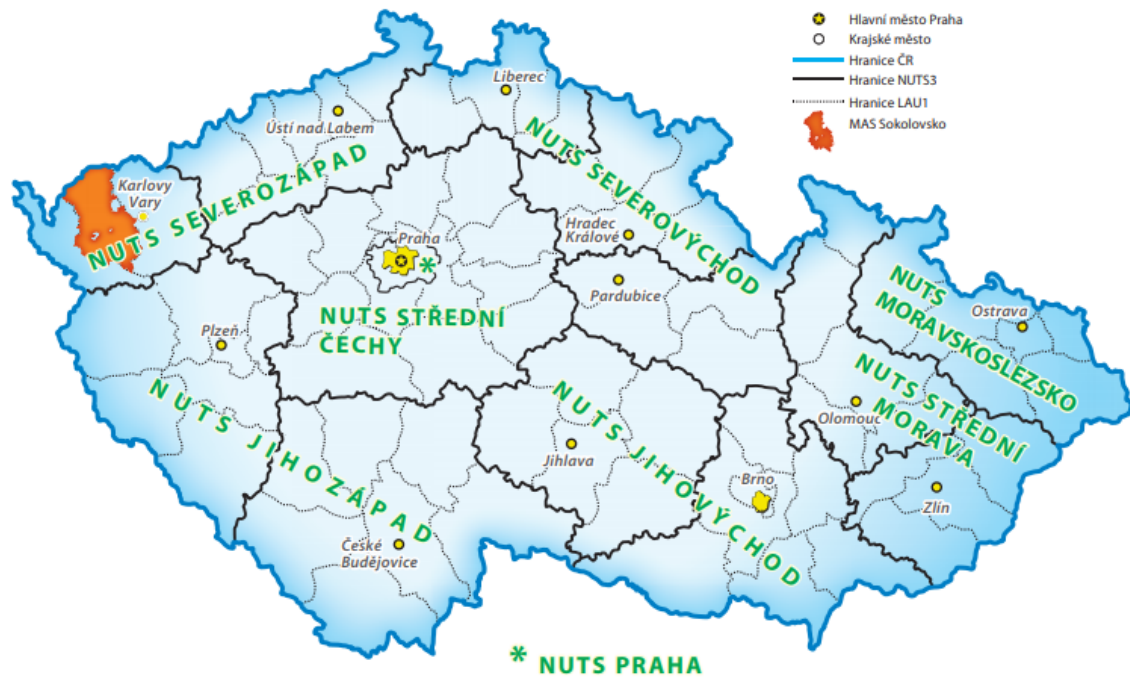 Hlavní město Praha
Krajské město
Hranice ČR
Hranice NUTS3
Hranice LAU1
MAS Sokolovsko
Liberec
Ústí nad Labem
NUTS SEVEROZÁPAD
NUTS SEVEROVÝCHOD
Karlovy
Vary
Hradec
Králové
Praha
*
Pardubice
NUTS
MORAVSKOSLEZSKO
Ostrava
NUTS STŘEDNÍ
ČECHY
Plzeň
NUTS STŘEDNÍ
MORAVA
Olomouc
NUTS JIHOZÁPAD
NUTS JIHOVÝCHOD
Jihlava
Brno
Zlín
České
Budějovice
* NUTS PRAHA